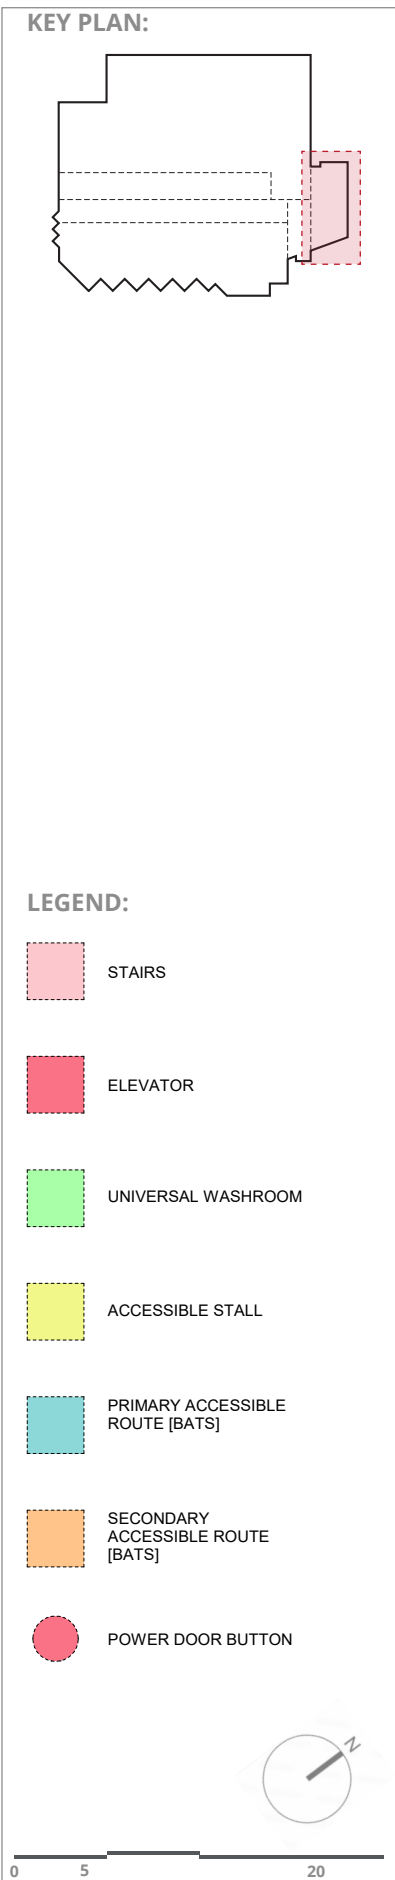 KEY PLAN:
LEGEND:
STAIRS
ELEVATOR
UNIVERSAL WASHROOM
ACCESSIBLE STALL
PRIMARY ACCESSIBLE
ROUTE [BATS]
SECONDARY
ACCESSIBLE ROUTE
[BATS]
POWER DOOR BUTTON
N
0 5 20